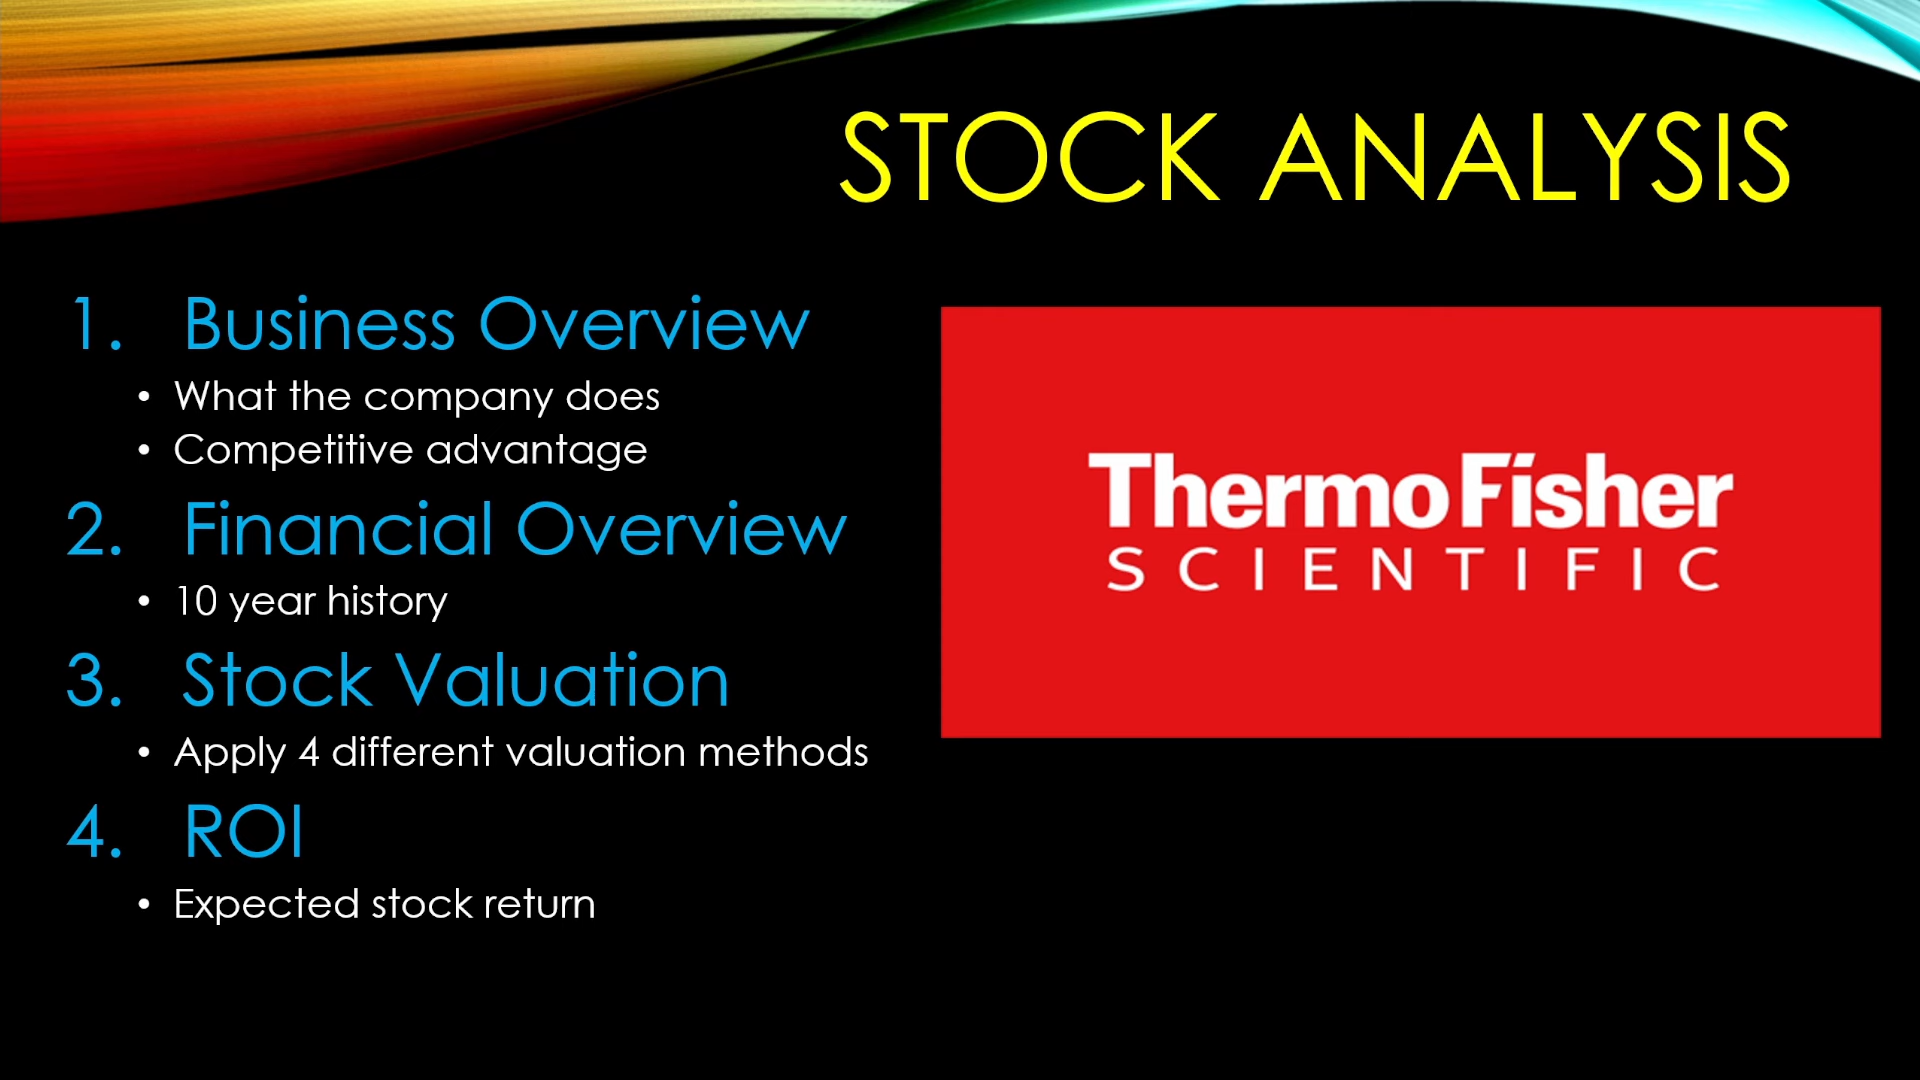 STOCK ANALYSIS
1. Business Overview
• What the company does
• Competitive advantage
2. Financial Overview
• 10 year history
3. Stock Valuation
• Apply 4 different valuation methods
4. ROI
• Expected stock return
ThermoFisher
SCIENTIFIC